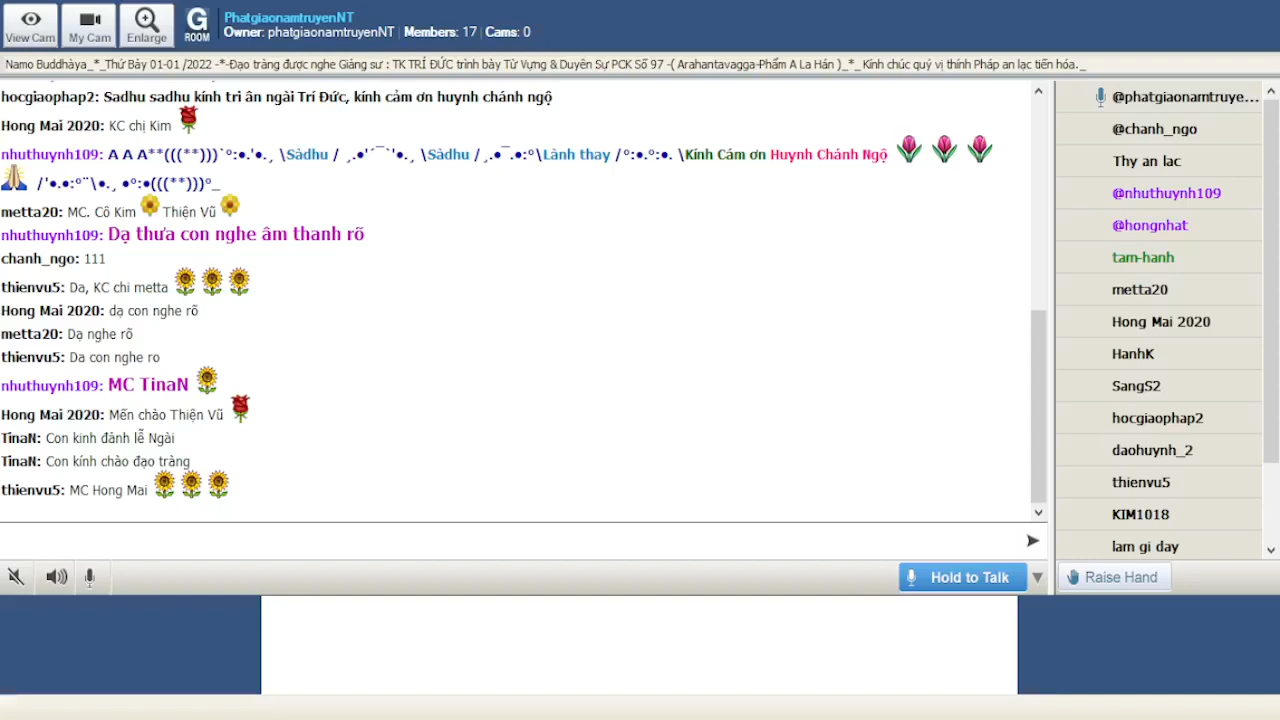 View Cam
My Cam
Enlarge
G
ROOM
PhatgiaonamtruyenNT
Owner: phatgiaonamtruyenNT | Members: 17 | Cams: 0
Namo Buddhàya_*_Thứ Bảy 01-01 /2022 -*-Đạo tràng được nghe Giảng sư : TK TRÍ ĐỨC trình bày Từ Vựng & Duyên Sự PCK Số 97 -( Arahantavagga-Phẩm A La Hán )_*_ Kính chúc quý vị thính Pháp an lạc tiến hóa._
hocgiaophap2: Sadhu sadhu kính tri ân ngài Trí Đức, kính cảm ơn huynh chánh ngộ
Hong Mai 2020: KC chị Kim
nhuthuynh109: A A A**(((**)))`°:•.'•.¸ \Sàdhu / ¸.•'´¯`'•.¸ \Sàdhu /¸.•¯.•:°\Lành thay /°:•.°:•. \Kính Cám ơn Huynh Chánh Ngộ
/'•.•:°¨\•.¸ •°:•(((**)))°_
metta20: MC. Cô Kim Thiện Vũ
nhuthuynh109: Dạ thưa con nghe âm thanh rõ
chanh_ngo: 111
thienvu5: Da, KC chi metta
Hong Mai 2020: dạ con nghe rõ
metta20: Dạ nghe rõ
thienvu5: Da con nghe ro
nhuthuynh109: MC TinaN
Hong Mai 2020: Mến chào Thiện Vũ
TinaN: Con kinh đảnh lễ Ngài
TinaN: Con kính chào đạo tràng
thienvu5: MC Hong Mai
@phatgiaonamtruye...
@chanh_ngo
Thy an lac
@nhuthuynh109
@hongnhat
tam-hanh
metta20
Hong Mai 2020
HanhK
SangS2
hocgiaophap2
daohuynh_2
thienvu5
KIM1018
lam gi day
Hold to Talk
Raise Hand